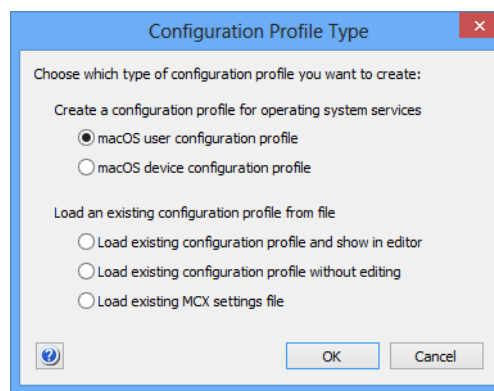 Configuration Profile Type
Choose which type of configuration profile you want to create:
Create a configuration profile for operating system services
macOS user configuration profile
macOS device configuration profile
Load an existing configuration profile from file
Load existing configuration profile and show in editor
Load existing configuration profile without editing
Load existing MCX settings file
OK Cancel